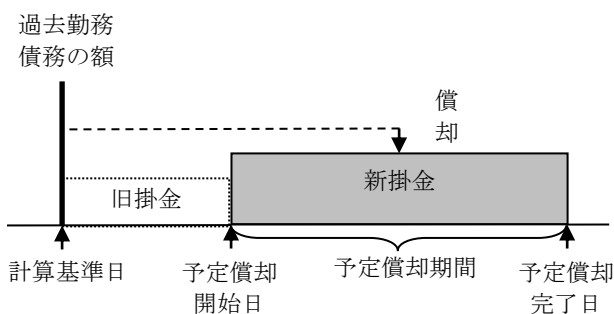 過去勤務
債務の額
償
却
新掛金
旧掛金
計算基準日
予定償却
開始日
予定償却期間
予定償却
完了日